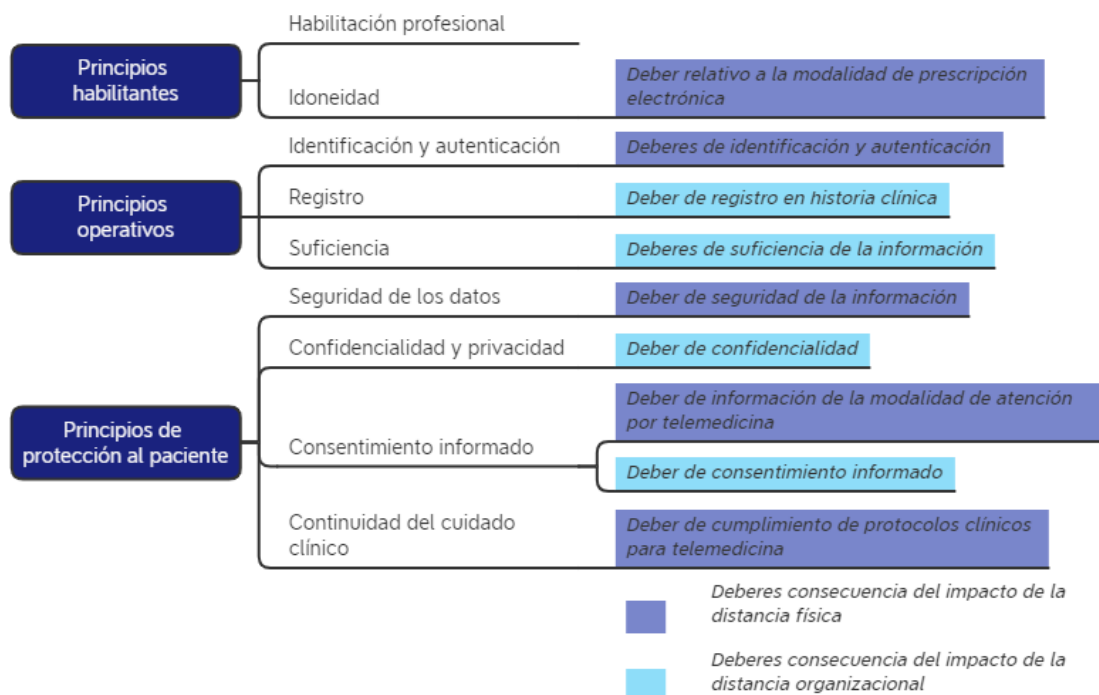 Habilitación profesional
Principios
habilitantes
Idoneidad
Deber relativo a la modalidad de prescripción
electrónica
Identificación y autenticación
Deberes de identificación y autenticación
Principios
operativos
Registro
Deber de registro en historia clínica
Suficiencia
Deberes de suficiencia de la información
Seguridad de los datos
Deber de seguridad de la información
Confidencialidad y privacidad
Deber de confidencialidad
Principios de
protección al paciente
Consentimiento informado
Deber de información de la modalidad de atención
por telemedicina
Deber de consentimiento informado
Continuidad del cuidado
clínico
Deber de cumplimiento de protocolos clínicos
para telemedicina
Deberes consecuencia del impacto de la
distancia física
Deberes consecuencia del impacto de la
distancia organizacional